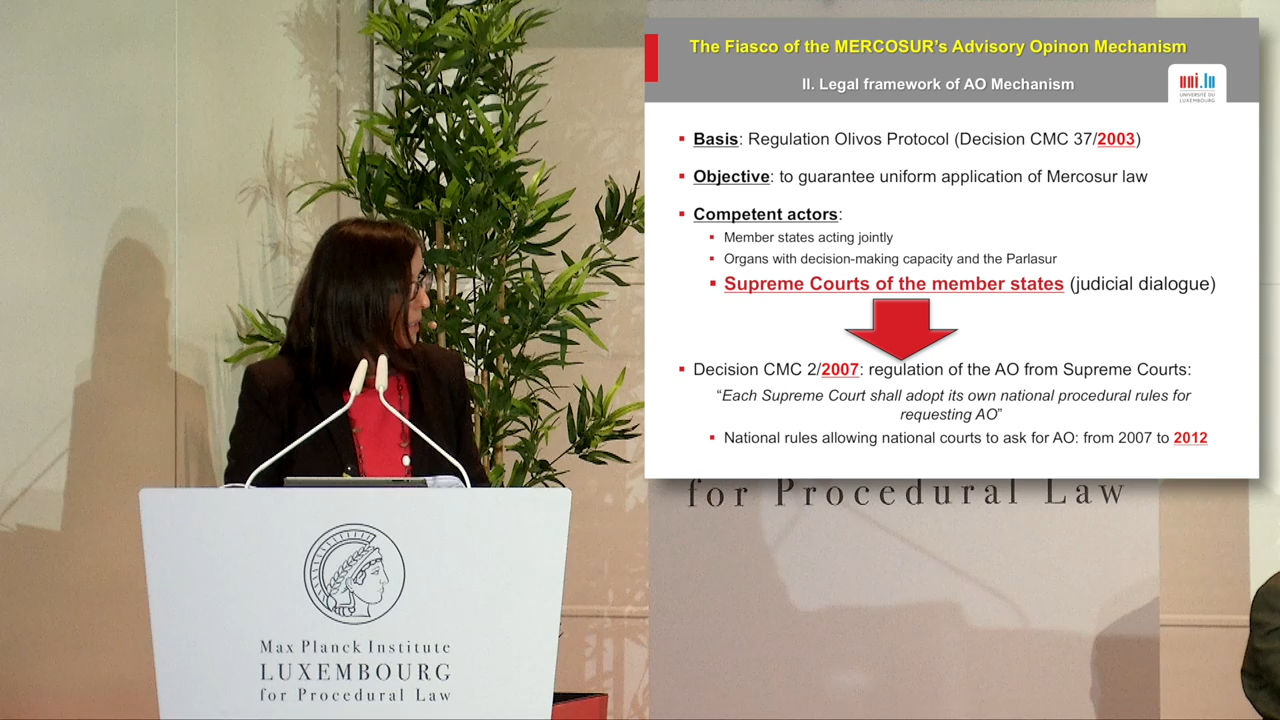 The Fiasco of the MERCOSUR's Advisory Opinon Mechanism
II. Legal framework of AO Mechanism
uni.lu
UNIVERSITÉ DU
LUXEMBOURG
Basis: Regulation Olivos Protocol (Decision CMC 37/2003)
Objective: to guarantee uniform application of Mercosur law
Competent actors:
Member states acting jointly
Organs with decision-making capacity and the Parlasur
Supreme Courts of the member states (judicial dialogue)
Decision CMC 2/2007: regulation of the AO from Supreme Courts:
“Each Supreme Court shall adopt its own national procedural rules for
requesting AO”
National rules allowing national courts to ask for AO: from 2007 to 2012
for Procedural Law
Max Planck Institute
LUXEMBOURG
for Procedural Law